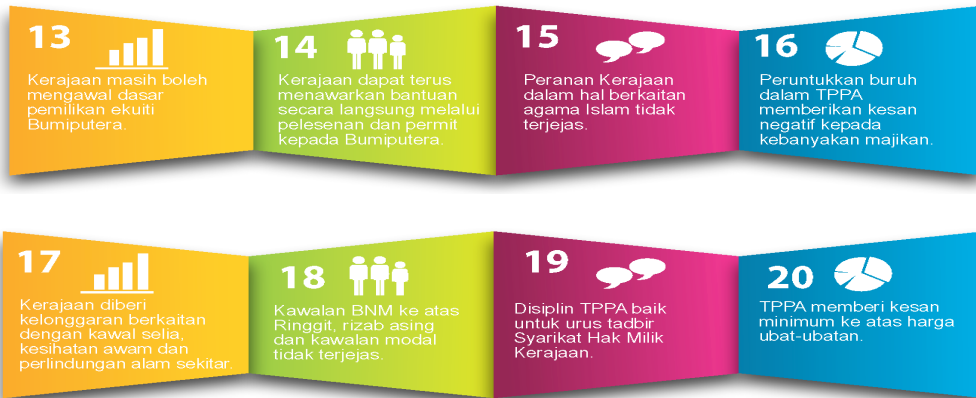 13
Kerajaan masih boleh
mengawal dasar
pemilikan ekuiti
Bumiputera.
14
Kerajaan dapat terus
menawarkan bantuan
secara langsung melalui
pelesenan dan permit
kepada Bumiputera.
15
Peranan Kerajaan
dalam hal berkaitan
agama Islam tidak
terjejas.
16
Peruntukkan buruh
dalam TPPA
memberikan kesan
negatif kepada
kebanyakan majikan.
17
Kerajaan diberi
kelonggaran berkaitan
dengan kawal selia,
kesihatan awam dan
perlindungan alam sekitar.
18
Kawalan BNM ke atas
Ringgit, rizab asing
dan kawalan modal
tidak terjejas.
19
Disiplin TPPA baik
untuk urus tadbir
Syarikat Hak Milik
Kerajaan.
20
TPPA memberi kesan
minimum ke atas harga
ubat-ubatan.